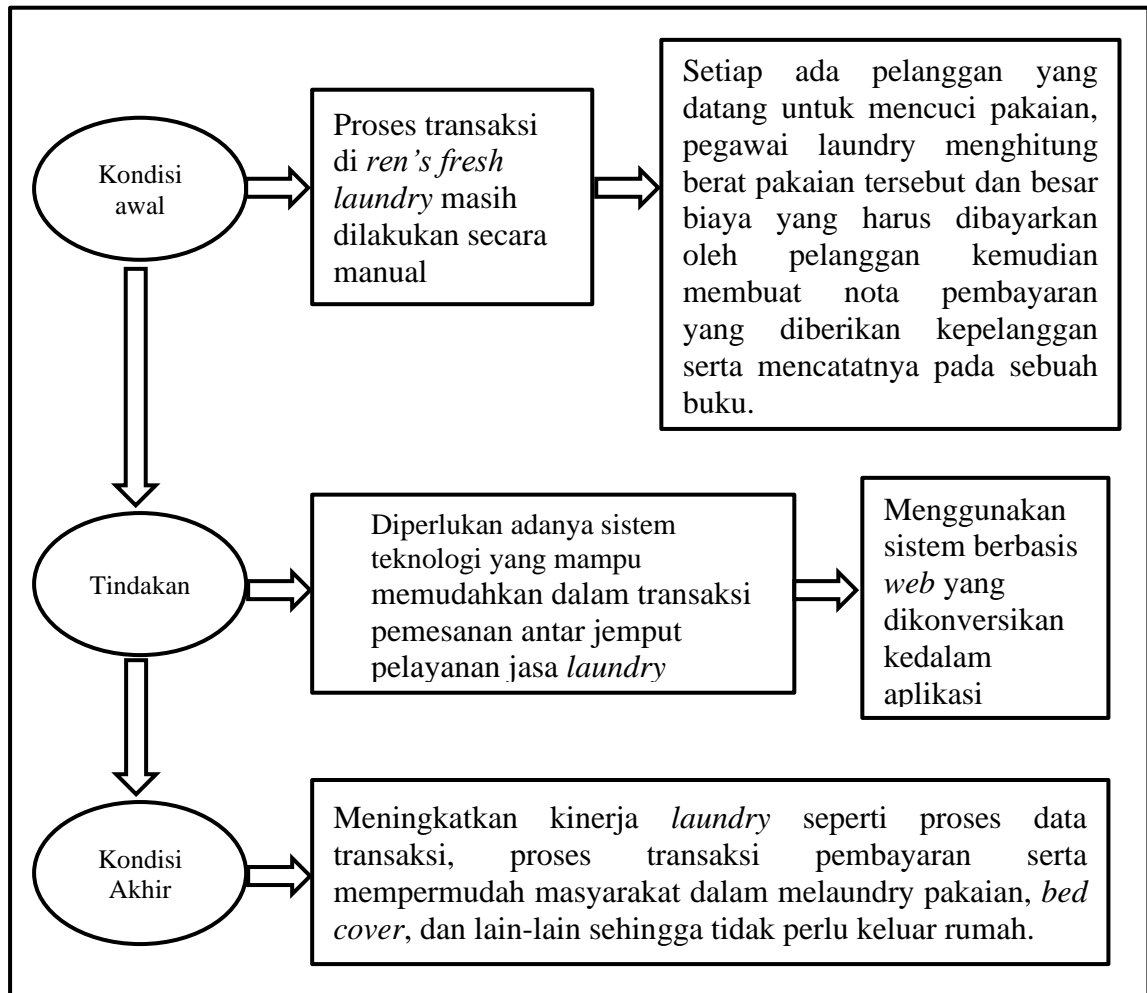 Kondisi
awal
Proses transaksi
di ren’s fresh
laundry masih
dilakukan secara
manual
Setiap ada pelanggan yang
datang untuk mencuci pakaian,
pegawai laundry menghitung
berat pakaian tersebut dan besar
biaya yang harus dibayarkan
oleh pelanggan kemudian
membuat nota pembayaran
yang diberikan kepelanggan
serta mencatatnya pada sebuah
buku.
Tindakan
Diperlukan adanya sistem
teknologi yang mampu
memudahkan dalam transaksi
pemesanan antar jemput
pelayanan jasa laundry
Menggunakan
sistem berbasis
web yang
dikonversikan
kedalam
aplikasi
Kondisi
Akhir
Meningkatkan kinerja laundry seperti proses data
transaksi, proses transaksi pembayaran serta
mempermudah masyarakat dalam melaundry pakaian, bed
cover, dan lain-lain sehingga tidak perlu keluar rumah.